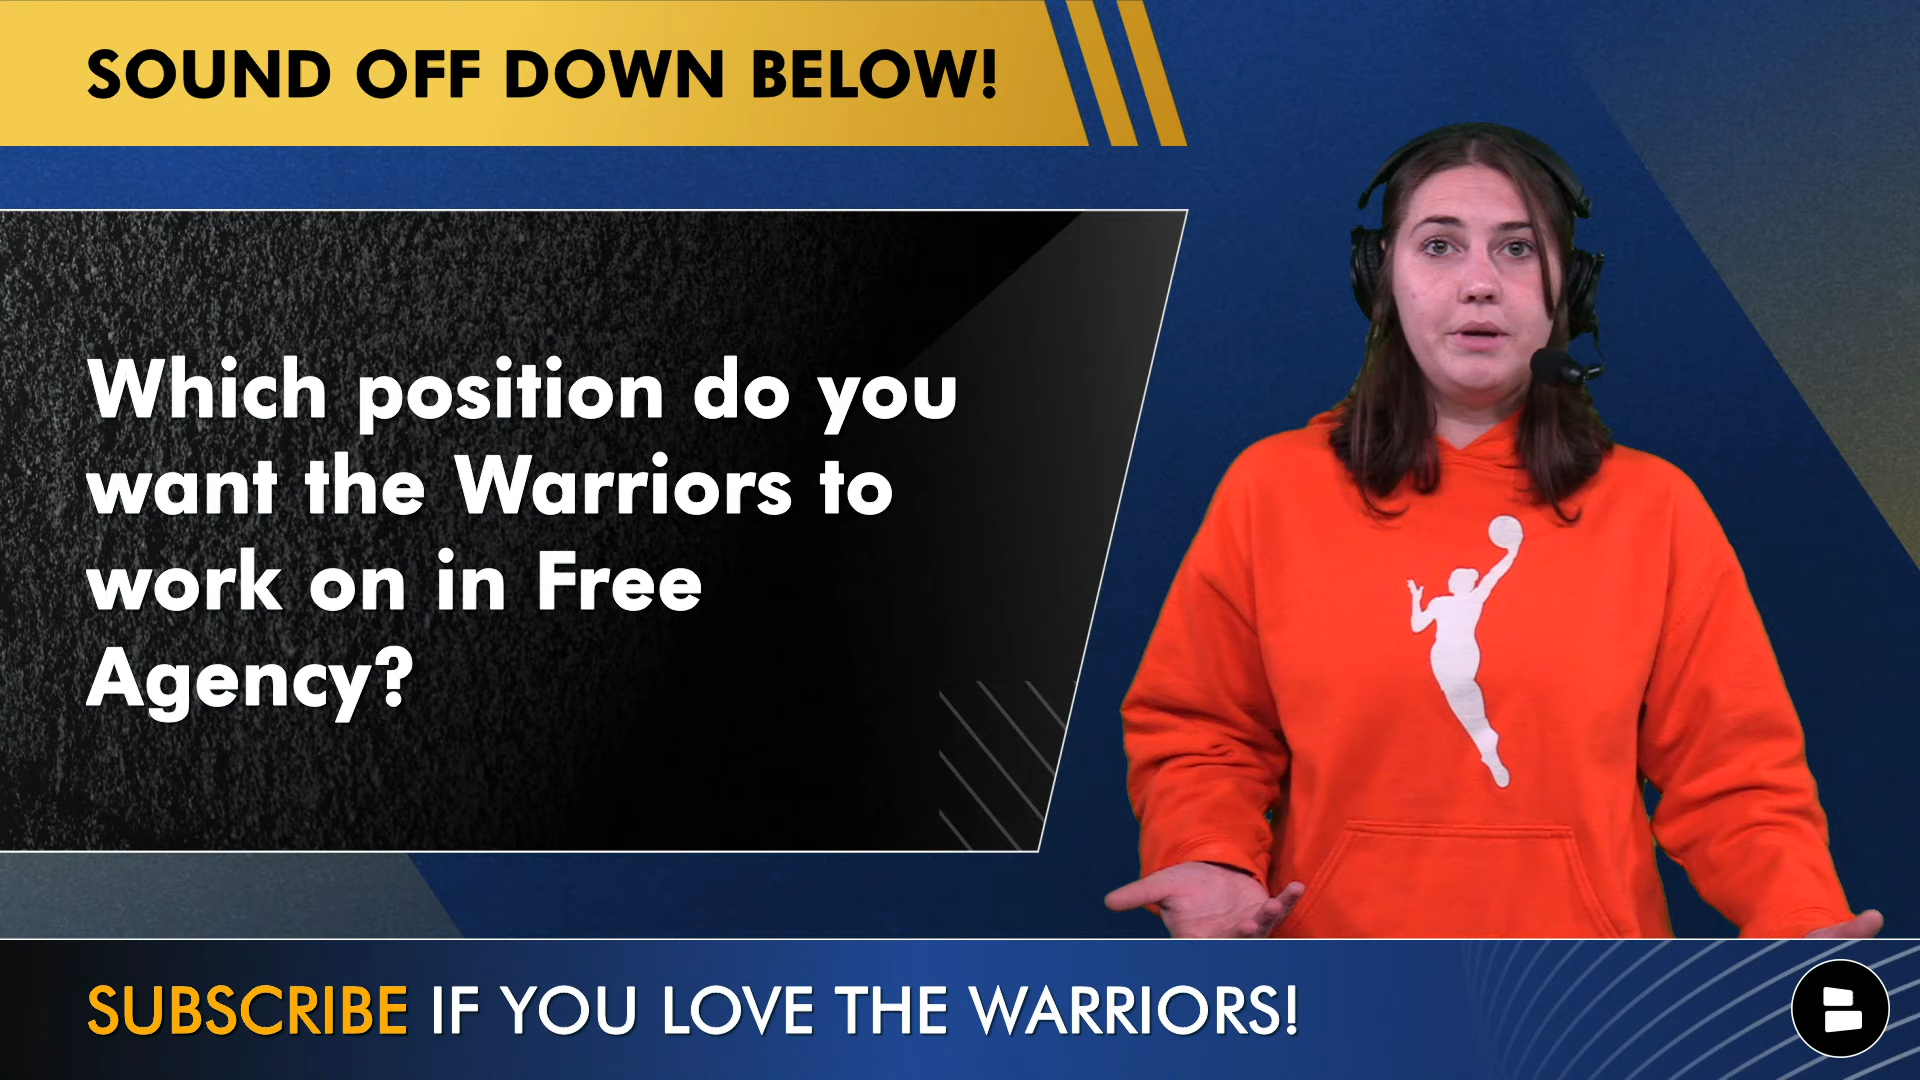 SOUND OFF DOWN BELOW!
Which position do you
want the Warriors to
work on in Free
Agency?
SUBSCRIBE IF YOU LOVE THE WARRIORS!